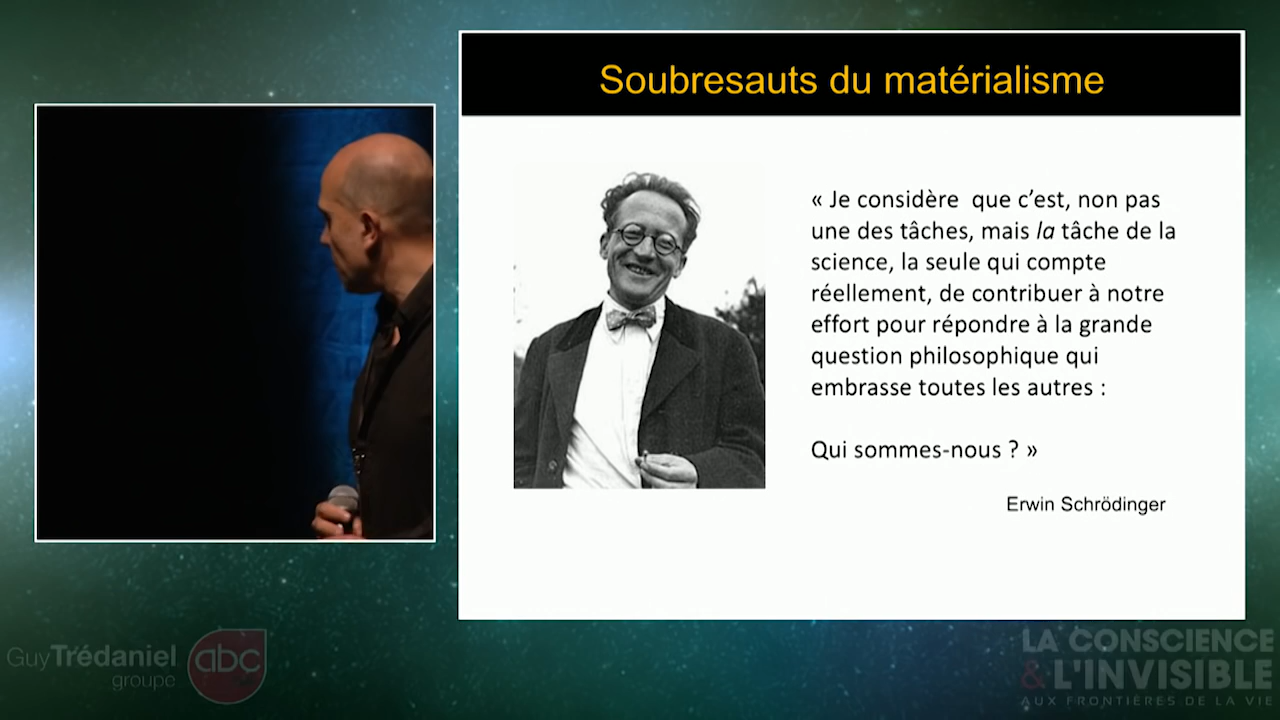 Soubresauts du matérialisme
« Je considère que c’est, non pas
une des tâches, mais la tâche de la
science, la seule qui compte
réellement, de contribuer à notre
effort pour répondre à la grande
question philosophique qui
embrasse toutes les autres :
Qui sommes-nous ? »
Erwin Schrödinger
GuyTrédaniel
groupe
abc
LA CONSCIENCE
& L'INVISIBLE
AUX FRONTIÈRES DE LA VIE